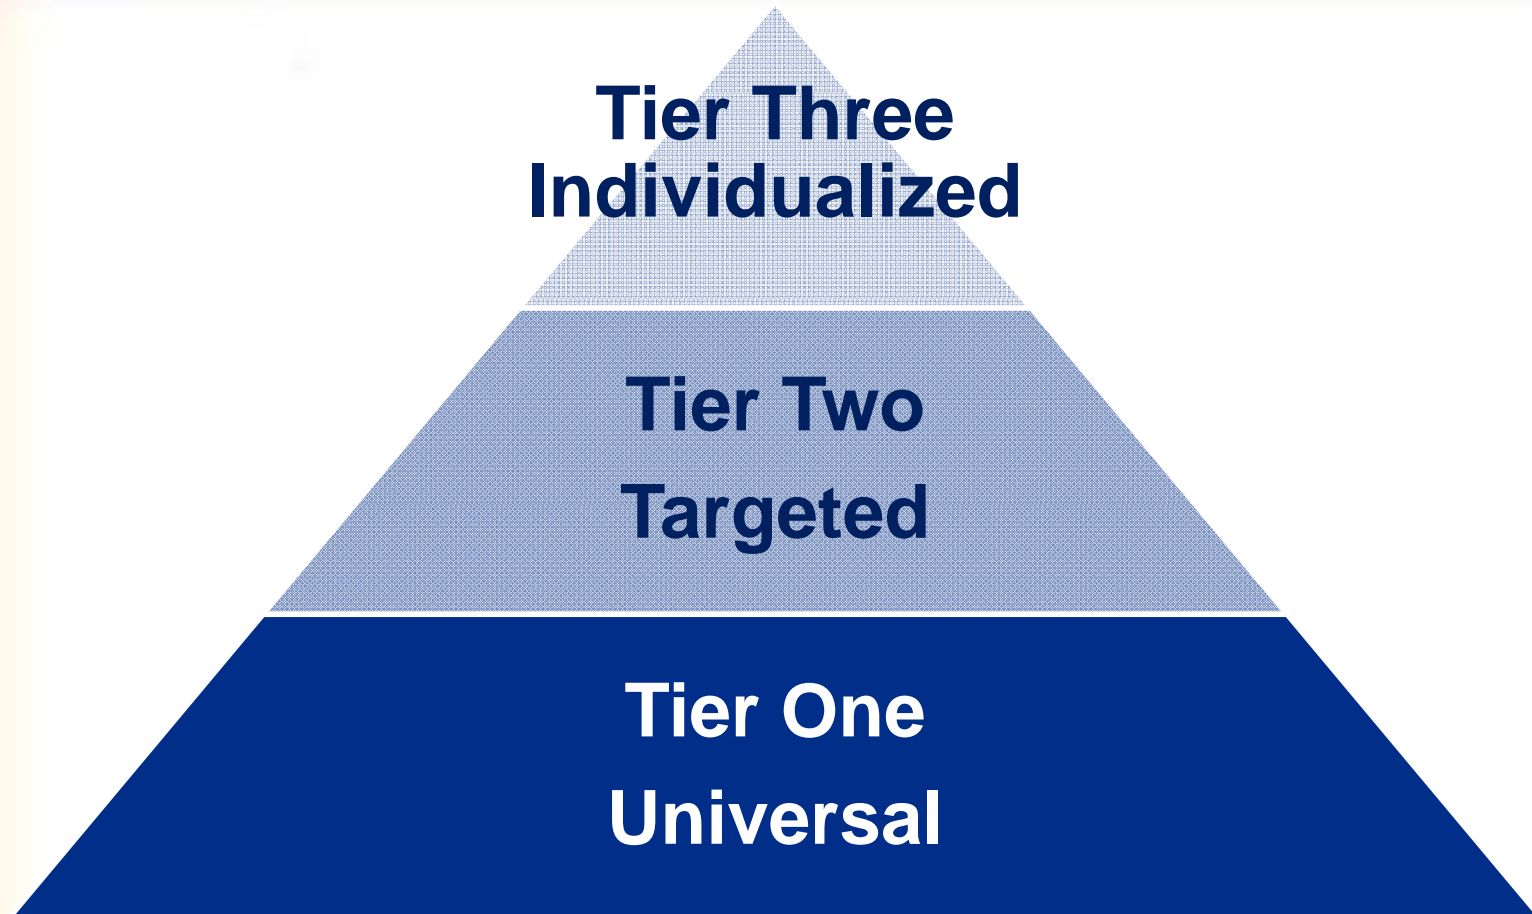 Tier Three
Individualized
Tier Two
Targeted
Tier One
Universal